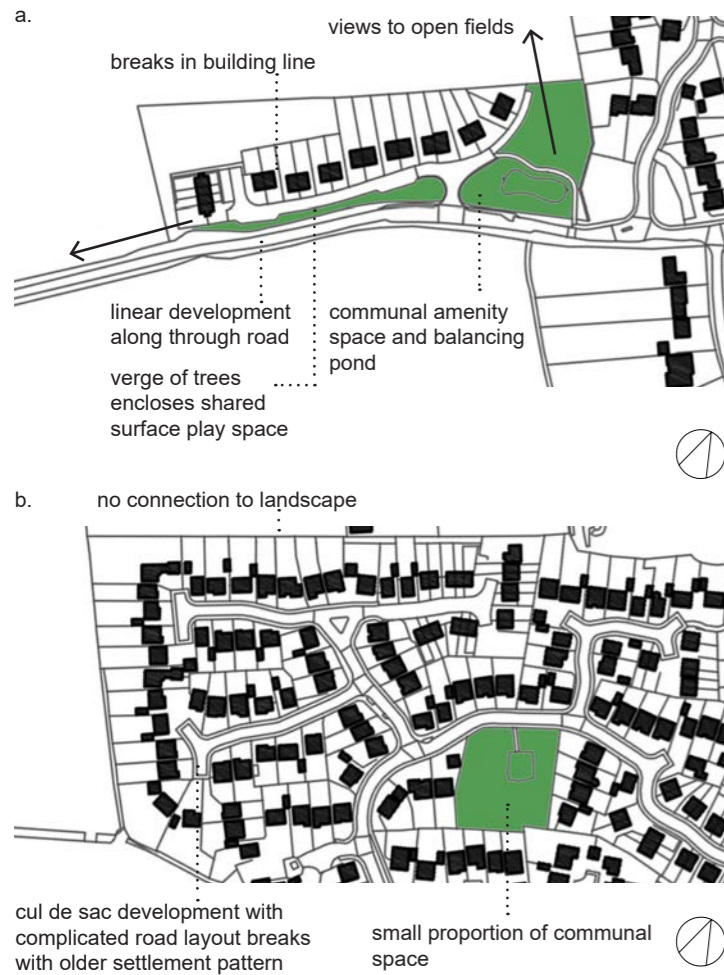 a.
views to open fields
breaks in building line
linear development
along through road
communal amenity
space and balancing
pond
verge of trees
encloses shared
surface play space
b.
no connection to landscape
cul de sac development with
complicated road layout breaks
with older settlement pattern
small proportion of communal
space